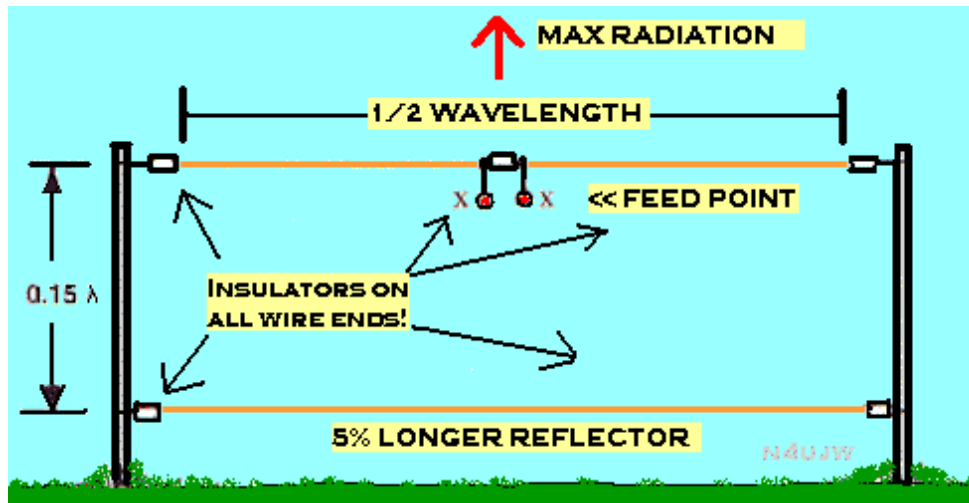 MAX RADIATION
1/2 WAVELENGTH
X X
<< FEED POINT
INSULATORS ON
ALL WIRE ENDS!
0.15 λ
5% LONGER REFLECTOR
N4UJW